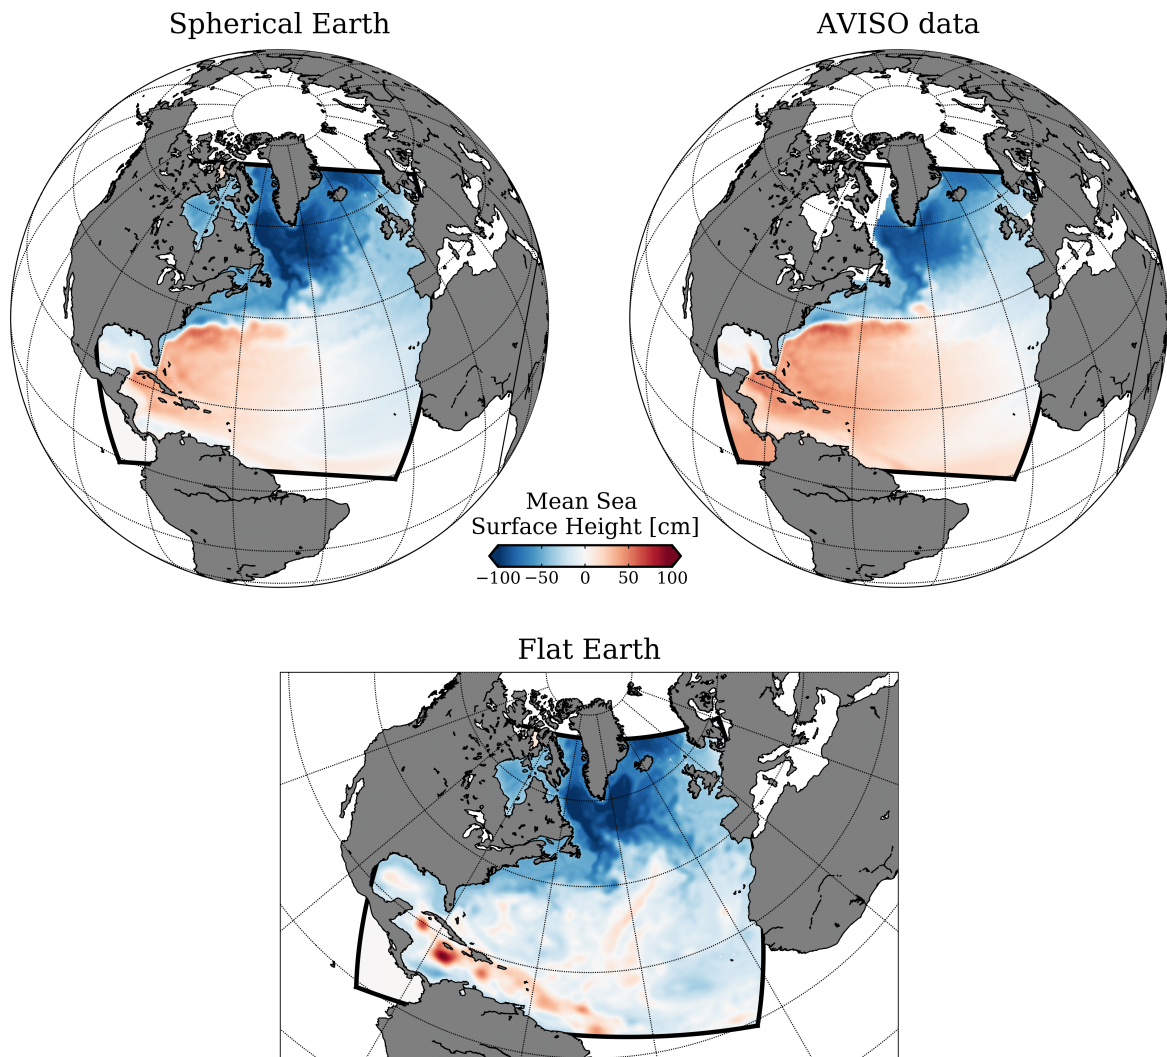 Spherical Earth
AVISO data
Mean Sea
Surface Height [cm]
−100 −50 0 50 100
Flat Earth